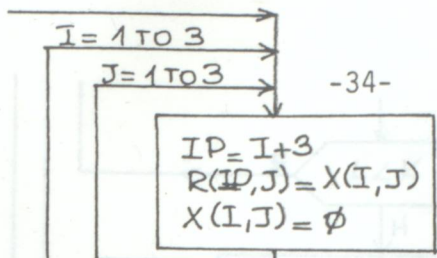 I= 1 TO 3
J= 1 TO 3
-34-
IP= I+3
R(IP,J)= X(I,J)
X(I,J)= Ø